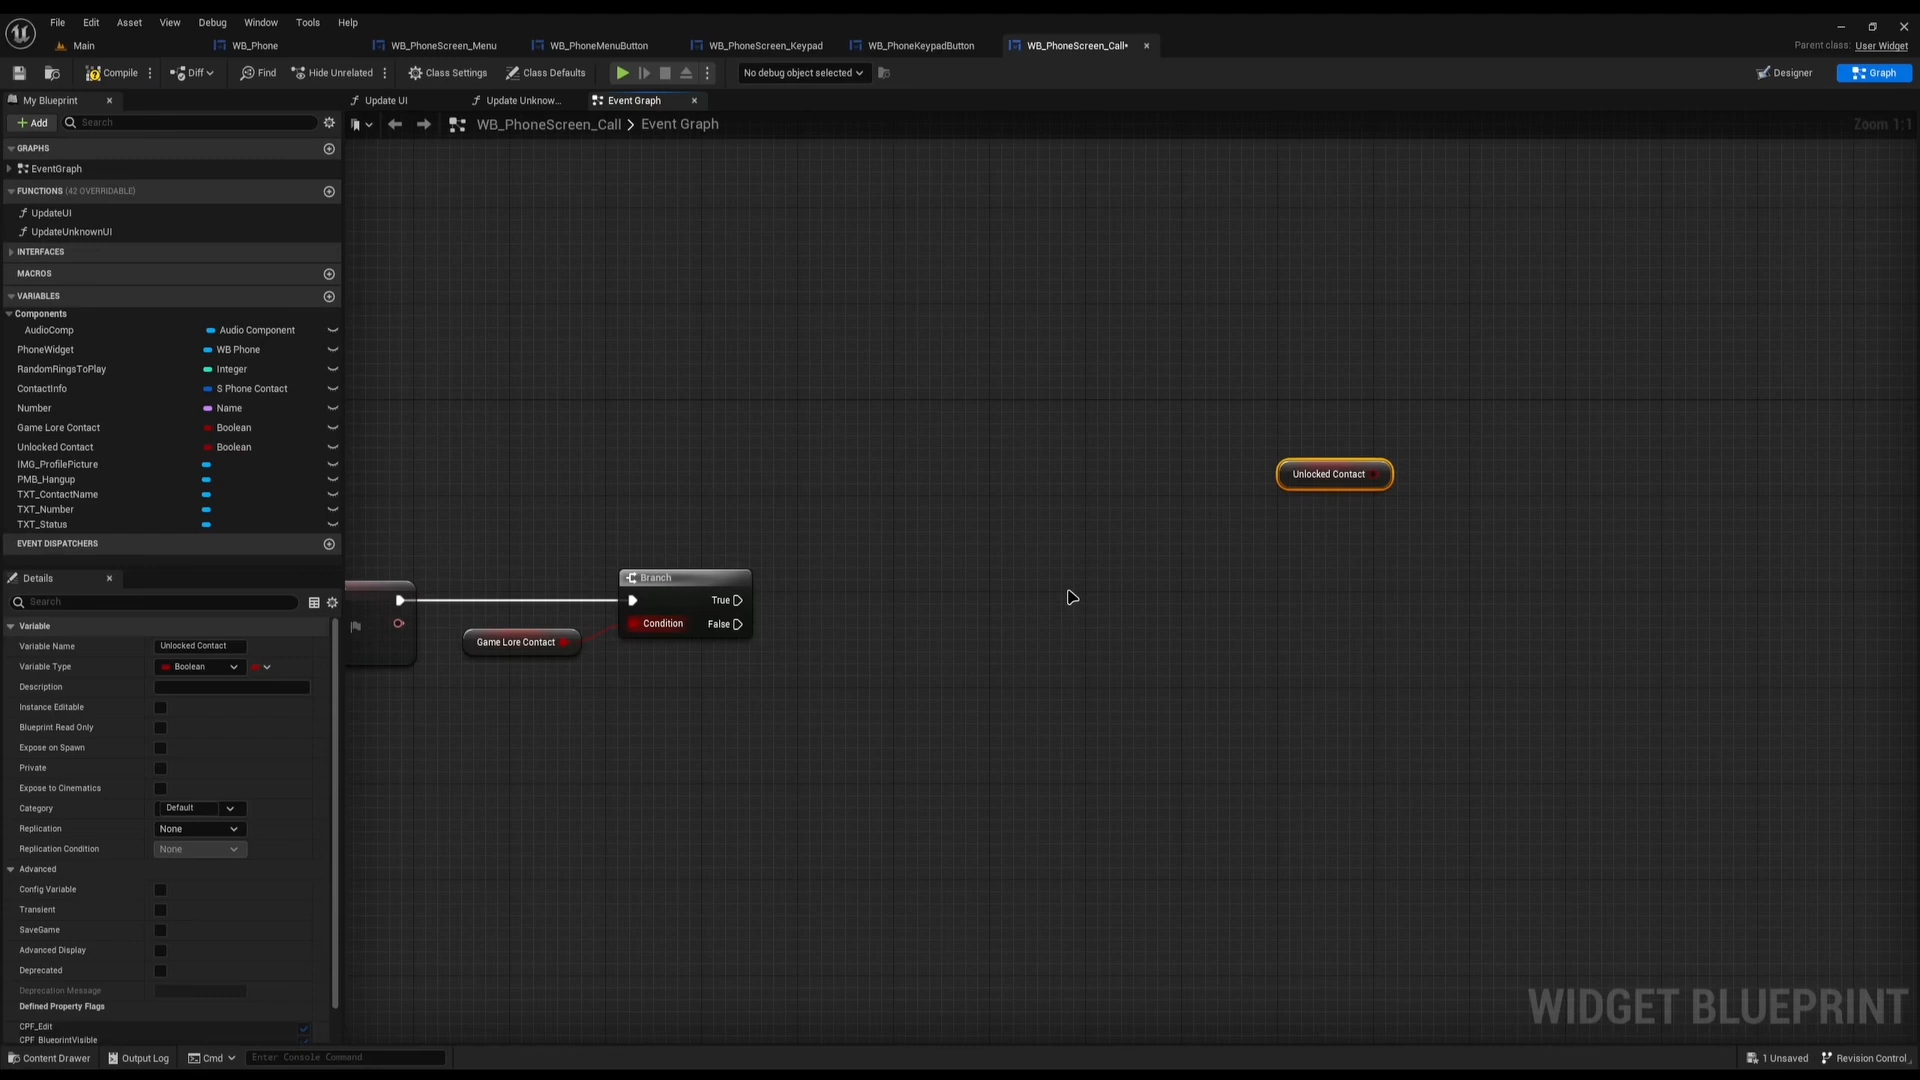 File Edit Asset View Debug Window Tools Help
Main WB_Phone WB_PhoneScreen_Menu WB_PhoneMenuButton WB_PhoneScreen_Keypad WB_PhoneKeypadButton WB_PhoneScreen_Call*
Parent class: User Widget
Compile Diff Find Hide Unrelated Class Settings Class Defaults No debug object selected Designer Graph
My Blueprint Update UI Update Unknow... Event Graph
Add Search WB_PhoneScreen_Call > Event Graph Zoom 1:1
GRAPHS
EventGraph
FUNCTIONS (42 OVERRIDABLE)
UpdateUI
UpdateUnknownUI
INTERFACES
MACROS
VARIABLES
Components
AudioComp Audio Component
PhoneWidget WB Phone
RandomRingsToPlay Integer
ContactInfo S Phone Contact
Number Name
Game Lore Contact Boolean
Unlocked Contact Boolean
IMG_ProfilePicture
PMB_Hangup
TXT_ContactName
TXT_Number
TXT_Status
EVENT DISPATCHERS
Unlocked Contact
Branch
True
Condition False
Game Lore Contact
Details
Search
Variable
Variable Name Unlocked Contact
Variable Type Boolean
Description
Instance Editable
Blueprint Read Only
Expose on Spawn
Private
Expose to Cinematics
Category Default
Replication None
Replication Condition None
Advanced
Config Variable
Transient
SaveGame
Advanced Display
Deprecated
Deprecation Message
Defined Property Flags
CPF_Edit
CPF_BlueprintVisible
WIDGET BLUEPRINT
Content Drawer Output Log Cmd Enter Console Command 1 Unsaved Revision Control